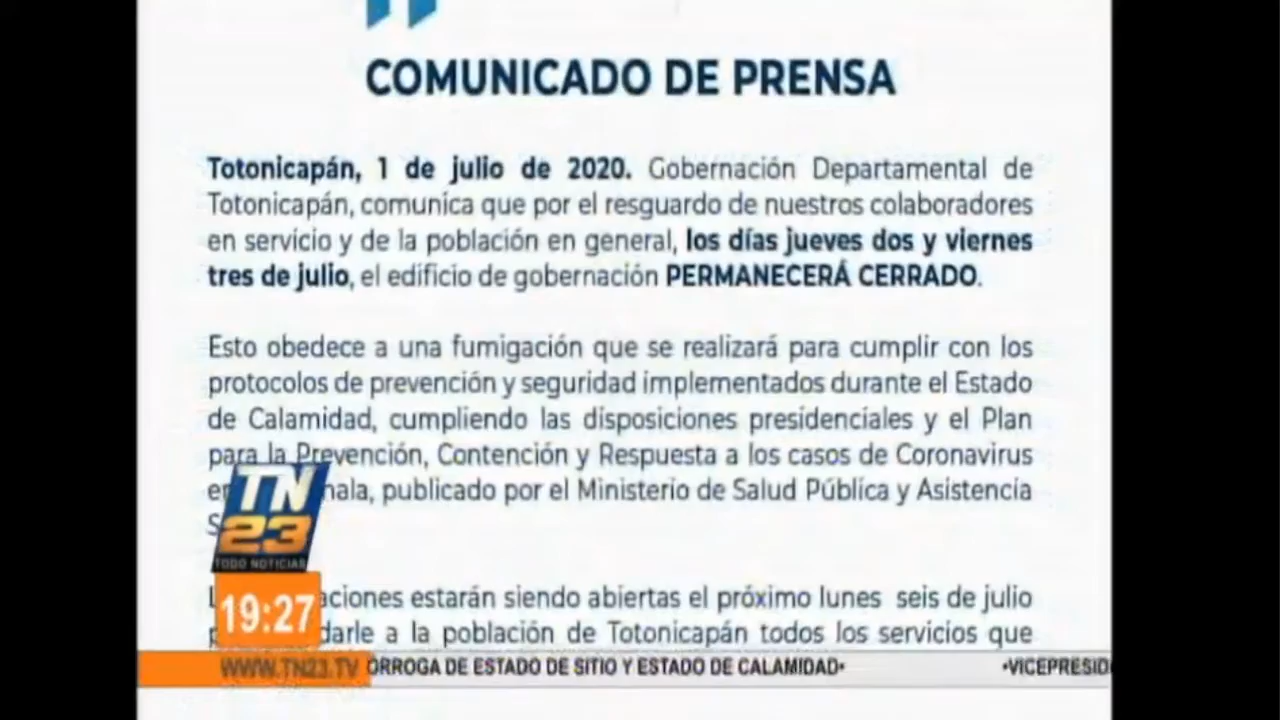 COMUNICADO DE PRENSA
Totonicapán, 1 de julio de 2020. Gobernación Departamental de
Totonicapán, comunica que por el resguardo de nuestros colaboradores
en servicio y de la población en general, los días jueves dos y viernes
tres de julio, el edificio de gobernación PERMANECERÁ CERRADO.
Esto obedece a una fumigación que se realizará para cumplir con los
protocolos de prevención y seguridad implementados durante el Estado
de Calamidad, cumpliendo las disposiciones presidenciales y el Plan
para la Prevención, Contención y Respuesta a los casos de Coronavirus
nala, publicado por el Ministerio de Salud Pública y Asistencia
TN
23
TODO NOTICIAS
aciones estarán siendo abiertas el próximo lunes seis de julio
19:27
darle a la población de Totonicapán todos los servicios que
WWW.TN23.TV ORROGA DE ESTADO DE SITIO Y ESTADO DE CALAMIDAD• •VICEPRESID